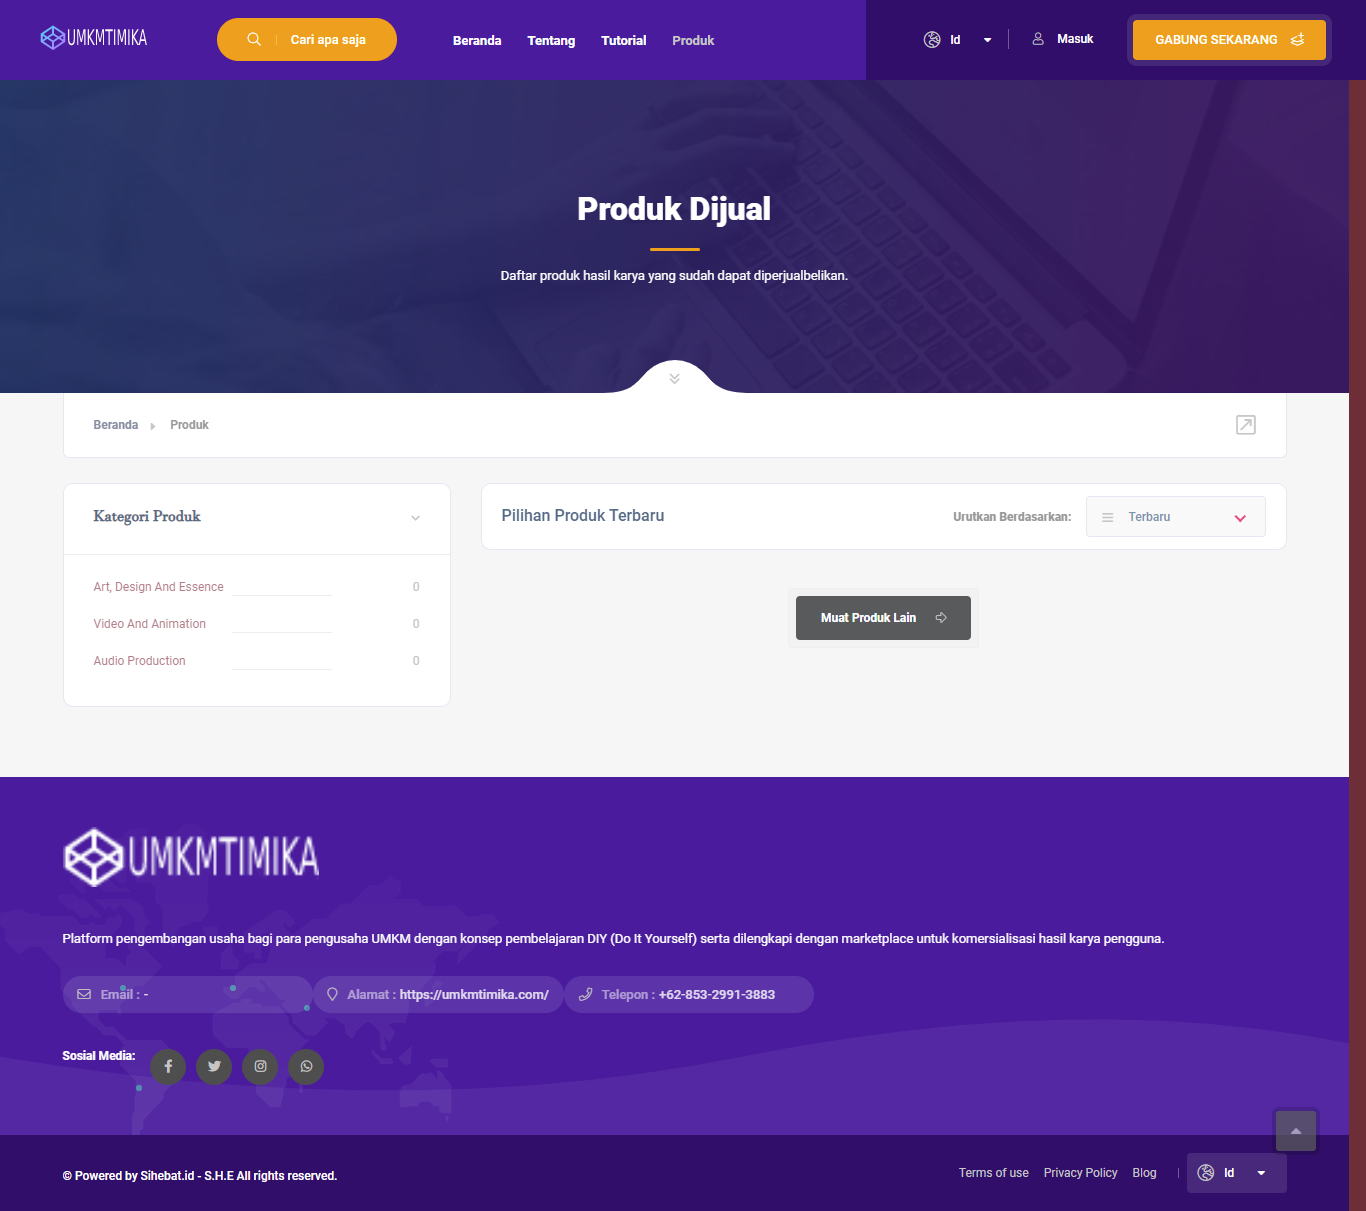 UMKMTIMIKA
Cari apa saja
Beranda
Tentang
Tutorial
Produk
Id
Masuk
GABUNG SEKARANG
Produk Dijual
Daftar produk hasil karya yang sudah dapat diperjualbelikan.
Beranda
Produk
Kategori Produk
Art, Design And Essence 0
Video And Animation 0
Audio Production 0
Pilihan Produk Terbaru
Urutkan Berdasarkan:
Terbaru
Muat Produk Lain
UMKMTIMIKA
Platform pengembangan usaha bagi para pengusaha UMKM dengan konsep pembelajaran DIY (Do It Yourself) serta dilengkapi dengan marketplace untuk komersialisasi hasil karya pengguna.
Email : -
Alamat : https://umkmtimika.com/
Telepon : +62-853-2991-3883
Sosial Media:
© Powered by Sihebat.id - S.H.E All rights reserved.
Terms of use
Privacy Policy
Blog
Id